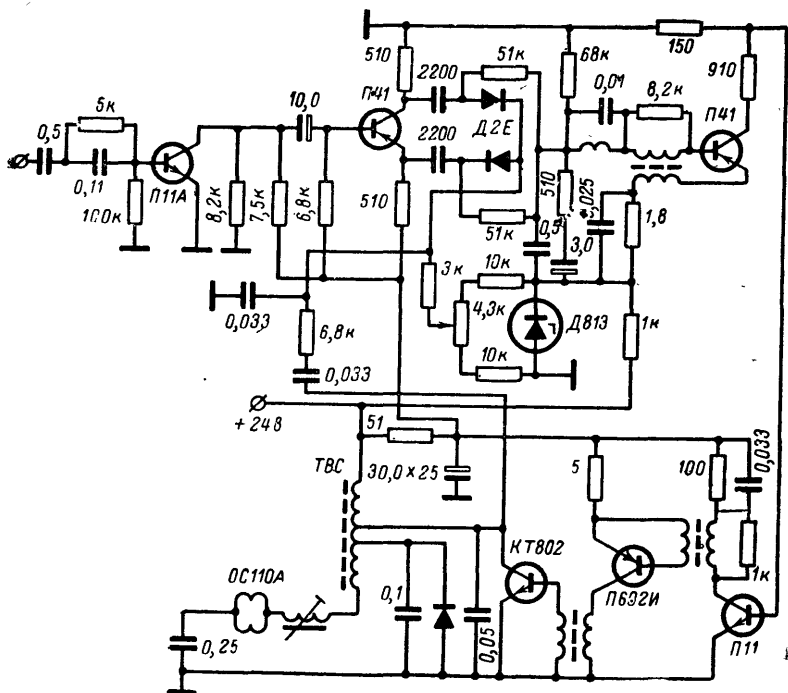 510
2200
51к
68к
150
0,01
8,2к
910
5к
10,0
П41
Д2Е
П41
0,5
0,11
П11А
100к
8,2к
7,5к
6,8к
2200
510
51к
510
0,025
0,5
3,0
1,8
3к
10к
4,3к
Д813
1к
0,033
6,8к
10к
0,033
+24В
51
ТВС
30,0×25
5
100
0,033
КТ802
ОС110А
0,1
0,05
П602И
1к
П11
0,25